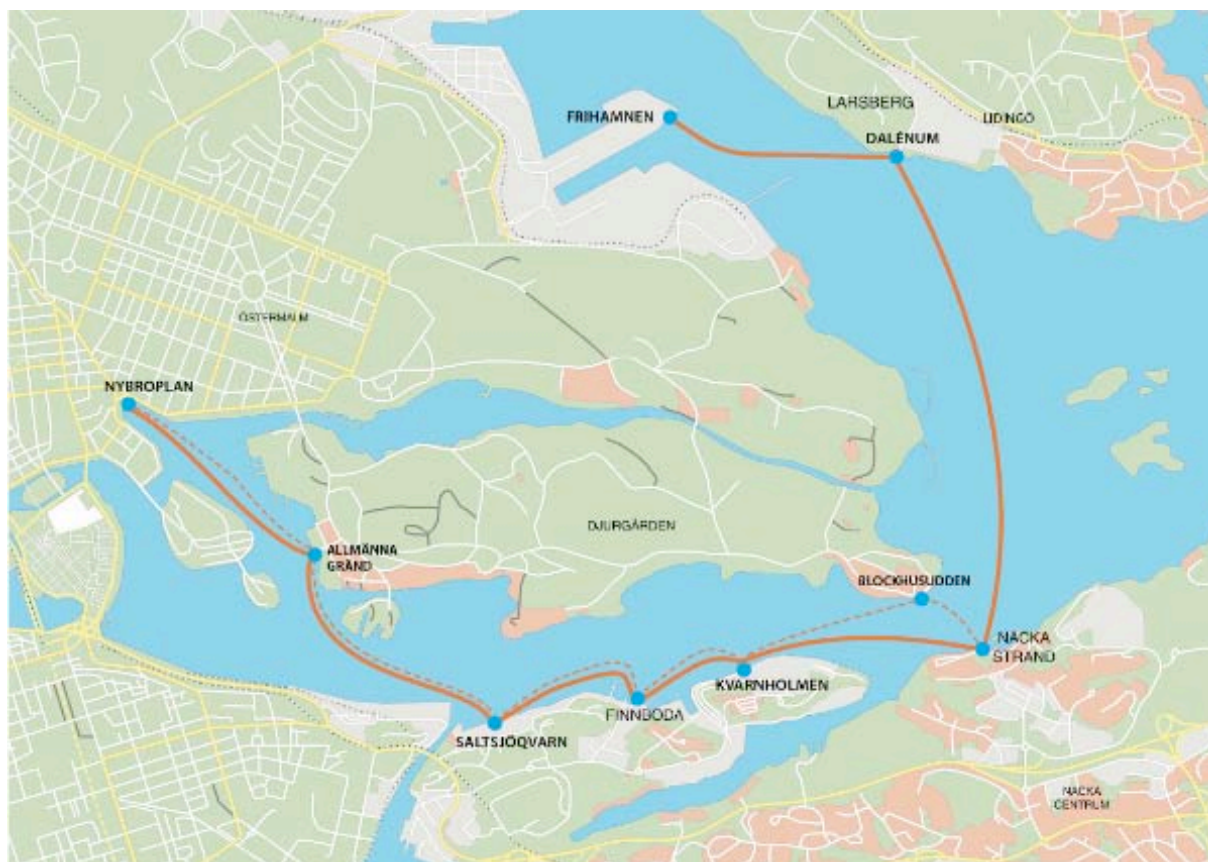 LARSBERG
FRIHAMNEN
LIDINGÖ
DALÉNUM
ÖSTERMALM
NYBROPLAN
DJURGÅRDEN
ALLMÄNNA
GRÄND
BLOCKHUSUDDEN
NACKA
STRAND
KVARNHOLMEN
FINNBODA
SALTSJÖQVARN
NACKA
CENTRUM